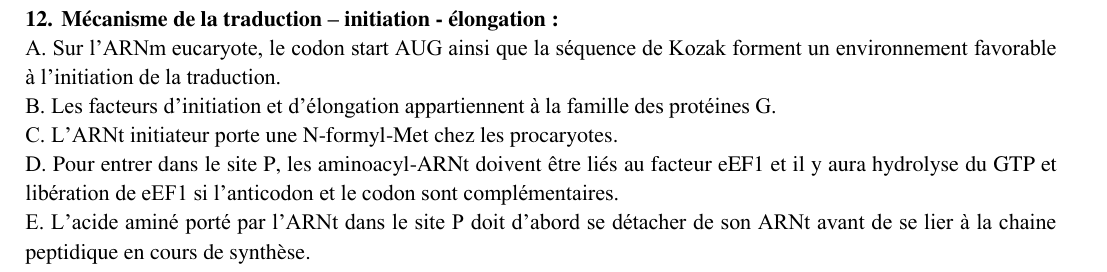 12. Mécanisme de la traduction – initiation - élongation :
A. Sur l'ARNm eucaryote, le codon start AUG ainsi que la séquence de Kozak forment un environnement favorable
à l'initiation de la traduction.
B. Les facteurs d'initiation et d'élongation appartiennent à la famille des protéines G.
C. L'ARNt initiateur porte une N-formyl-Met chez les procaryotes.
D. Pour entrer dans le site P, les aminoacyl-ARNt doivent être liés au facteur eEF1 et il y aura hydrolyse du GTP et
libération de eEF1 si l'anticodon et le codon sont complémentaires.
E. L'acide aminé porté par l'ARNt dans le site P doit d'abord se détacher de son ARNt avant de se lier à la chaine
peptidique en cours de synthèse.